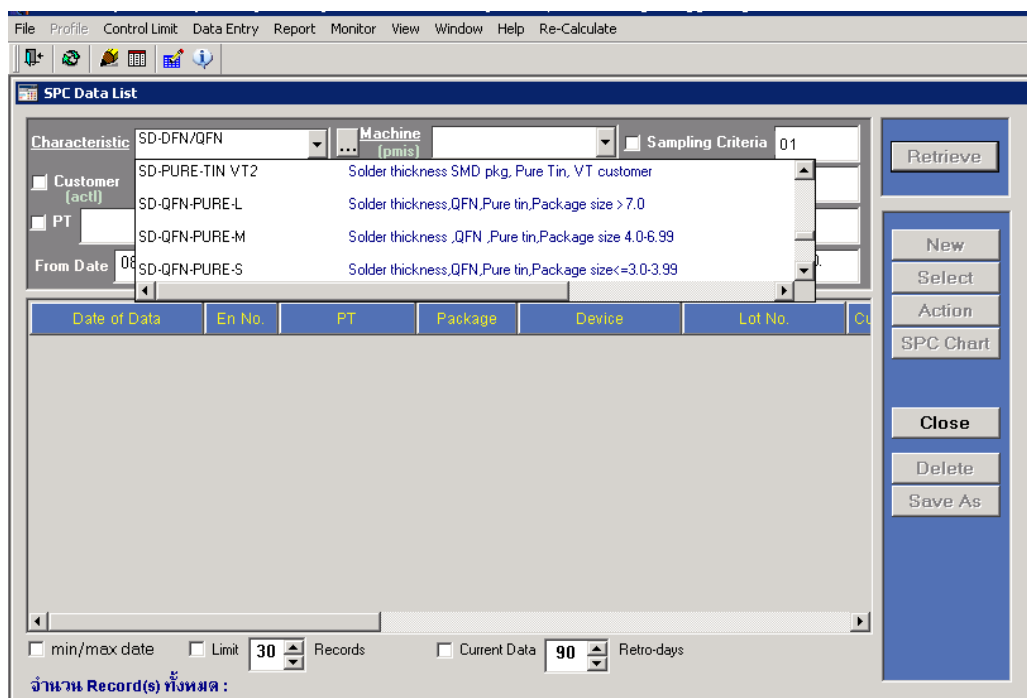 File Profile Control Limit Data Entry Report Monitor View Window Help Re-Calculate
SPC Data List
Characteristic SD-DFN/QFN ... Machine (pmis) Sampling Criteria 01
Retrieve
Customer (actl)
SD-PURE-TIN VT2 Solder thickness SMD pkg, Pure Tin, VT customer
SD-QFN-PURE-L Solder thickness,QFN,Pure tin,Package size >7.0
PT
SD-QFN-PURE-M Solder thickness ,QFN ,Pure tin,Package size 4.0-6.99
From Date 08
SD-QFN-PURE-S Solder thickness,QFN,Pure tin,Package size<=3.0-3.99
New
Select
Action
SPC Chart
Close
Delete
Save As
Date of Data En No. PT Package Device Lot No. Cu
min/max date Limit 30 Records Current Data 90 Retro-days
จำนวน Record(s) ทั้งหมด :